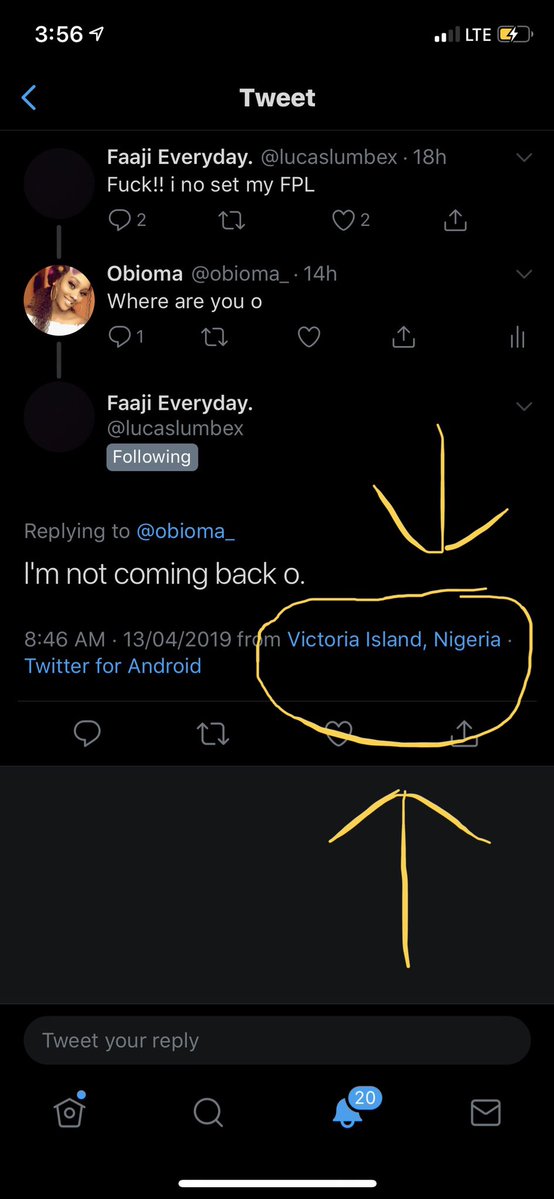 3:56 LTE
Tweet
Faaji Everyday. @lucaslumbex · 18h
Fuck!! i no set my FPL
2 2
Obioma @obioma_ · 14h
Where are you o
1
Faaji Everyday.
@lucaslumbex
Following
Replying to @obioma_
I'm not coming back o.
8:46 AM · 13/04/2019 from Victoria Island, Nigeria ·
Twitter for Android
Tweet your reply
20